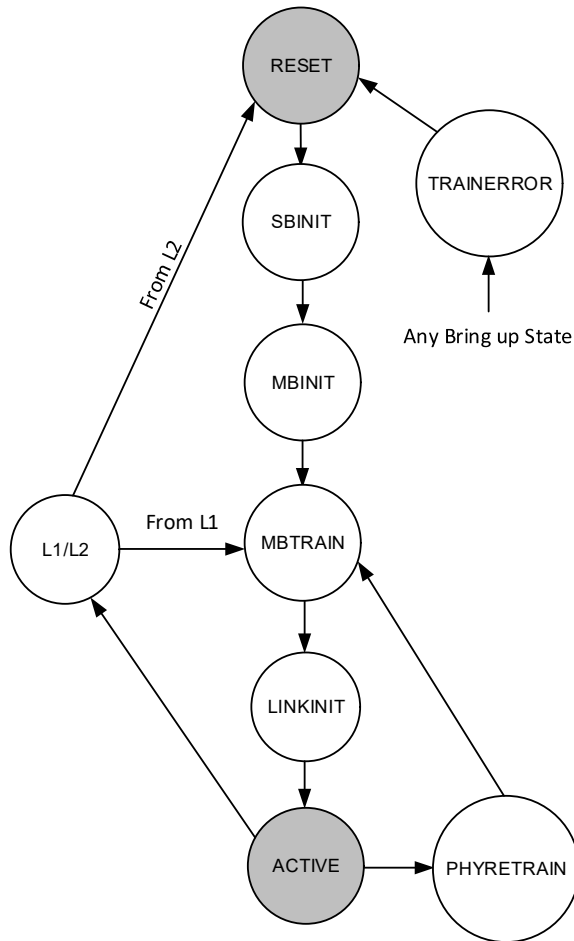 RESET
TRAINERROR
SBINIT
From L2
Any Bring up State
MBINIT
From L1
L1/L2
MBTRAIN
LINKINIT
ACTIVE
PHYRETRAIN